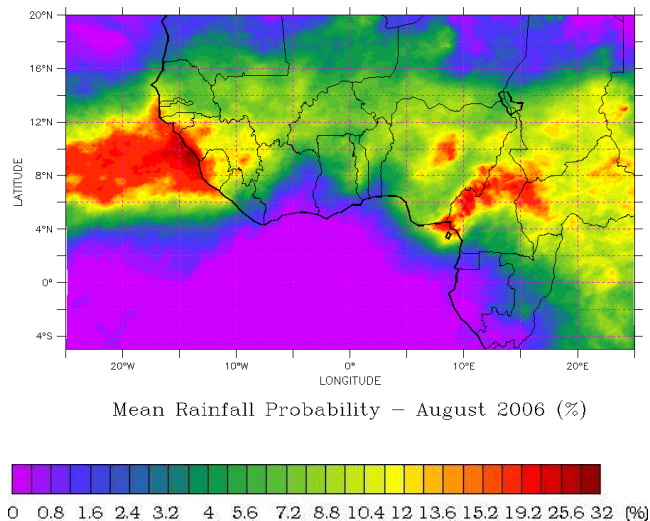 20°N
16°N
12°N
8°N
4°N
0°
4°S
LATITUDE
20°W 10°W 0° 10°E 20°E
LONGITUDE
Mean Rainfall Probability – August 2006 (%)
0 0.8 1.6 2.4 3.2 4 5.6 7.2 8.8 10.4 12 13.6 15.2 19.2 25.6 32 (%)